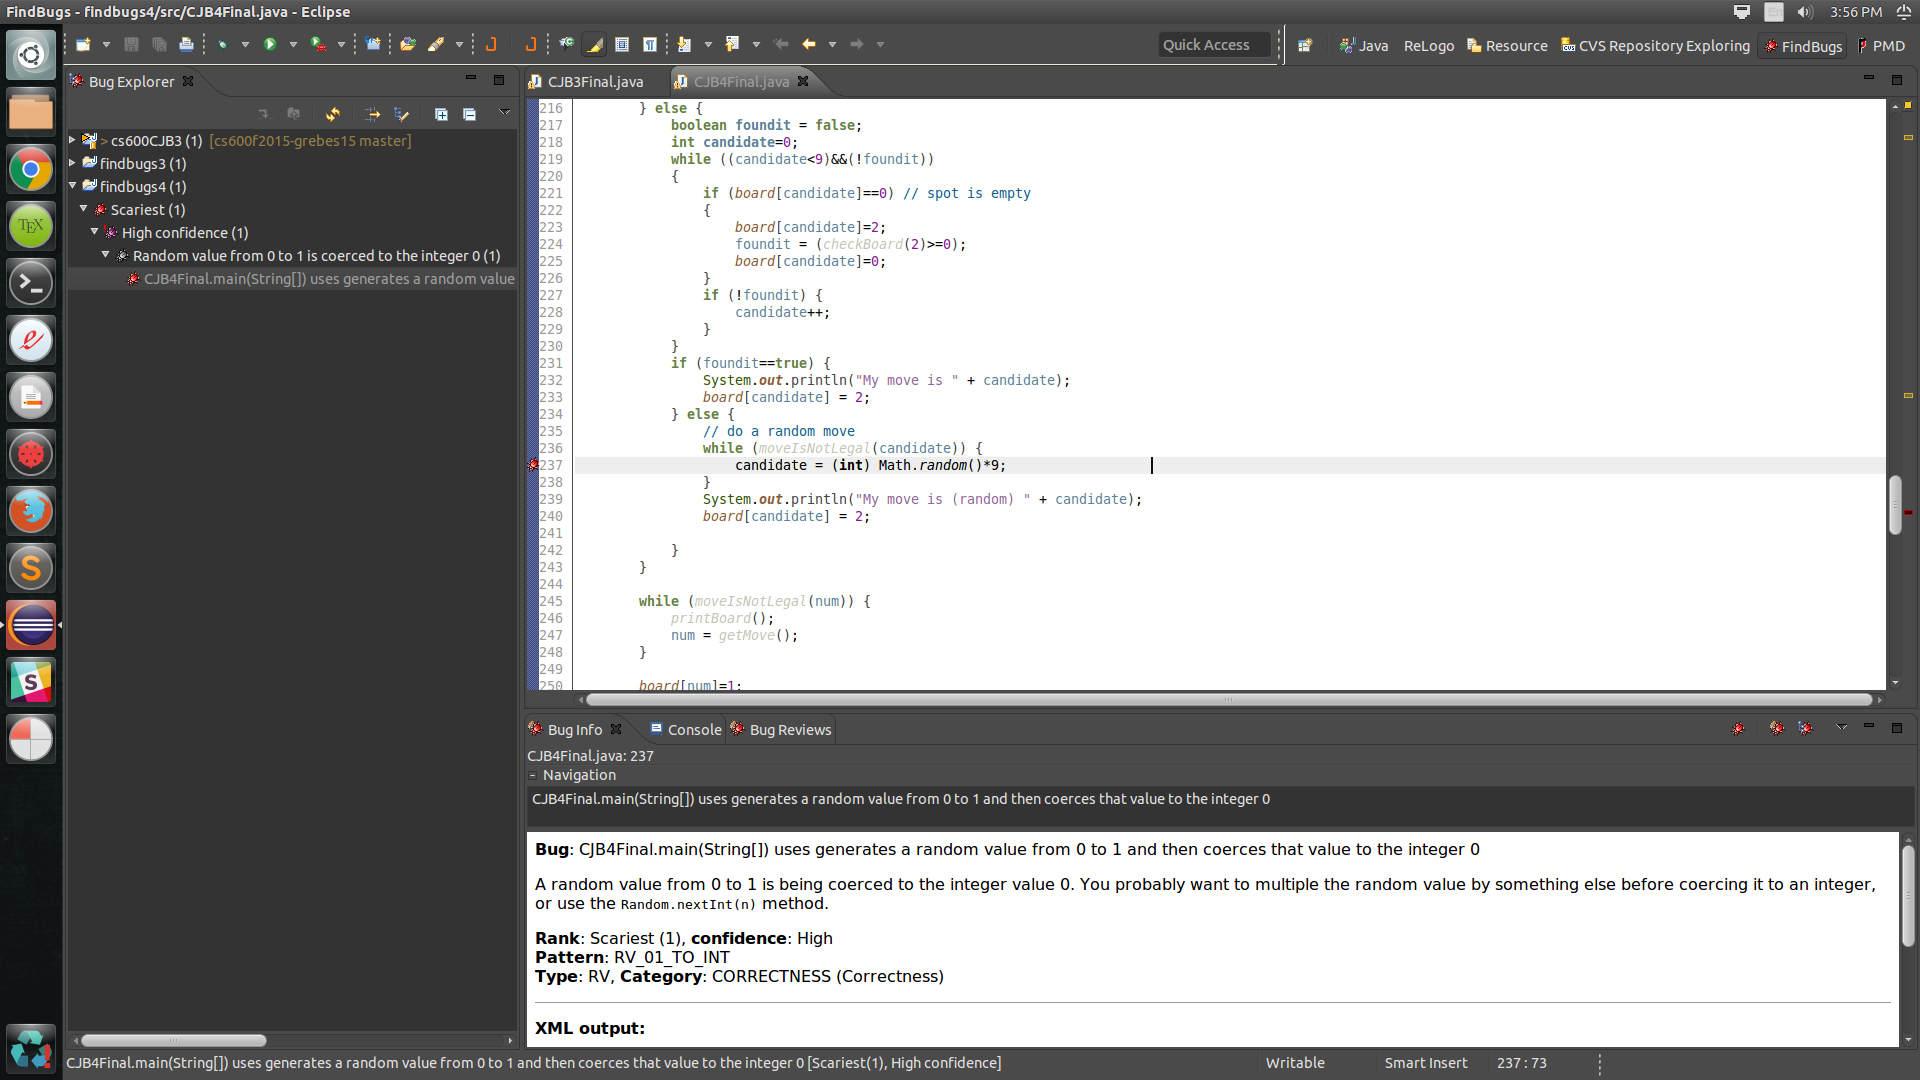 FindBugs - findbugs4/src/CJB4Final.java - Eclipse
3:56 PM
Quick Access
Java
ReLogo
Resource
CVS Repository Exploring
FindBugs
PMD
Bug Explorer
> cs600CJB3 (1) [cs600f2015-grebes15 master]
findbugs3 (1)
findbugs4 (1)
Scariest (1)
High confidence (1)
Random value from 0 to 1 is coerced to the integer 0 (1)
CJB4Final.main(String[]) uses generates a random value
CJB3Final.java
CJB4Final.java
216 } else {
217 boolean foundit = false;
218 int candidate=0;
219 while ((candidate<9)&&(!foundit))
220 {
221 if (board[candidate]==0) // spot is empty
222 {
223 board[candidate]=2;
224 foundit = (checkBoard(2)>=0);
225 board[candidate]=0;
226 }
227 if (!foundit) {
228 candidate++;
229 }
230 }
231 if (foundit==true) {
232 System.out.println("My move is " + candidate);
233 board[candidate] = 2;
234 } else {
235 // do a random move
236 while (moveIsNotLegal(candidate)) {
237 candidate = (int) Math.random()*9;
238 }
239 System.out.println("My move is (random) " + candidate);
240 board[candidate] = 2;
241
242 }
243 }
244
245 while (moveIsNotLegal(num)) {
246 printBoard();
247 num = getMove();
248 }
249
250 board[num]=1;
Bug Info
Console
Bug Reviews
CJB4Final.java: 237
Navigation
CJB4Final.main(String[]) uses generates a random value from 0 to 1 and then coerces that value to the integer 0
Bug: CJB4Final.main(String[]) uses generates a random value from 0 to 1 and then coerces that value to the integer 0
A random value from 0 to 1 is being coerced to the integer value 0. You probably want to multiple the random value by something else before coercing it to an integer,
or use the Random.nextInt(n) method.
Rank: Scariest (1), confidence: High
Pattern: RV_01_TO_INT
Type: RV, Category: CORRECTNESS (Correctness)
XML output:
CJB4Final.main(String[]) uses generates a random value from 0 to 1 and then coerces that value to the integer 0 [Scariest(1), High confidence]
Writable
Smart Insert
237 : 73
TEX
S
S